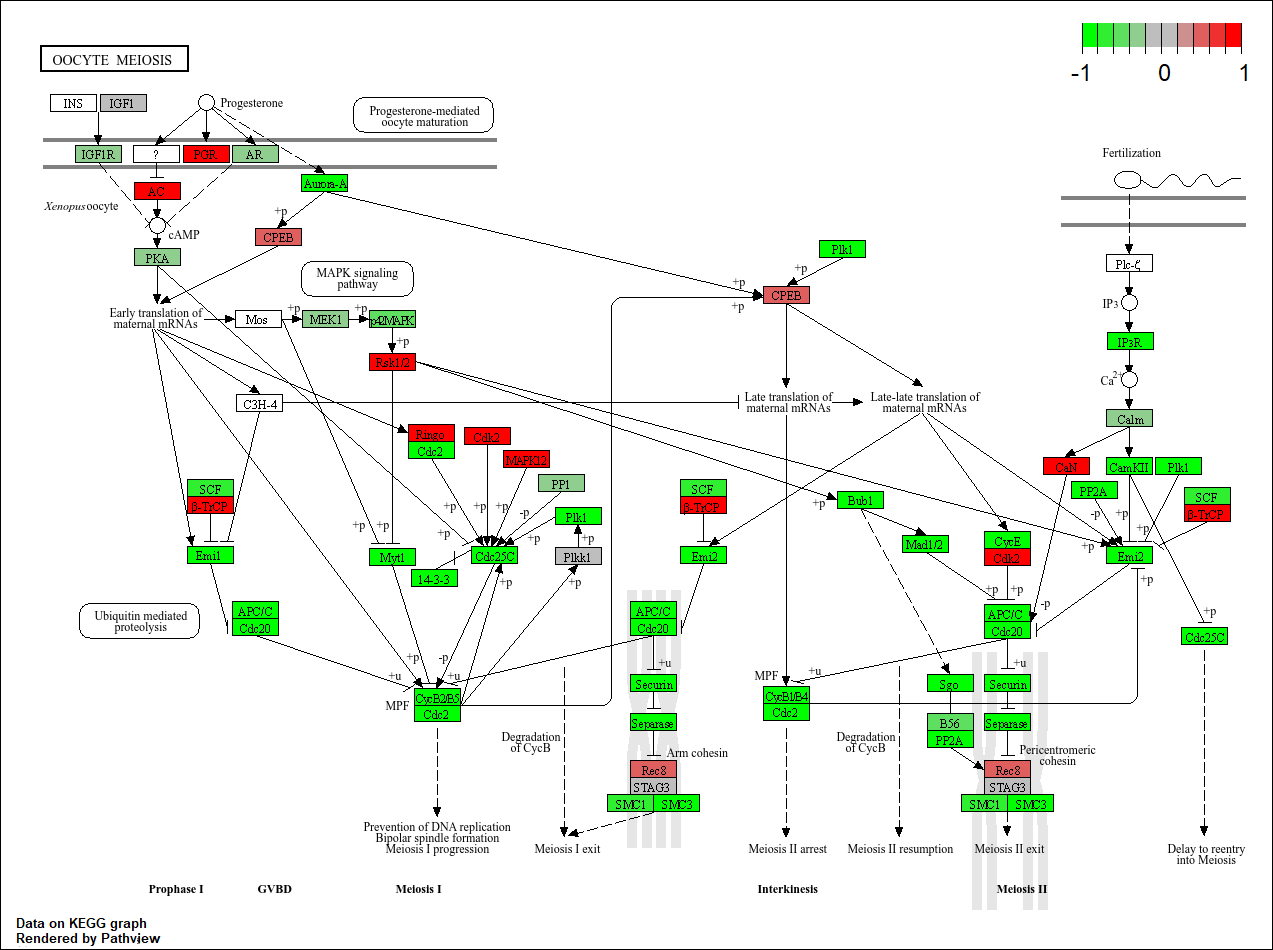 OOCYTE MEIOSIS
-1 0 1
INS
IGF1
Progesterone
Progesterone-mediated
oocyte maturation
IGF1R
?
PGR
AR
Fertilization
AC
Aurora-A
Xenopus oocyte
+p
cAMP
CPEB
PKA
Plk1
Plc-ζ
MAPK signaling
pathway
+p
+p
CPEB
+p
IP3
Early translation of
maternal mRNAs
Mos
+p
MEK1
+p
p42MAPK
+p
Rsk1/2
IP3R
Ca2+
C3H-4
Late translation of
maternal mRNAs
Late-late translation of
maternal mRNAs
Calm
Ringo
Cdc2
Cdk2
MAPK12
CaN
CamKII
Plk1
SCF
β-TrCP
PP1
SCF
β-TrCP
Bub1
+p
PP2A
SCF
β-TrCP
+p
+p
+p
-p
Plk1
-p
+p
+p
+p
+p
+p
+p
Mad1/2
CycE
Cdk2
+p
Emi1
Myt1
Cdc25C
Plkk1
Emi2
Emi2
14-3-3
+p
+p
+p
+p
+p
Ubiquitin mediated
proteolysis
APC/C
Cdc20
APC/C
Cdc20
APC/C
Cdc20
-p
+p
Cdc25C
+p
-p
+u
+u
+u
+u
+u
MPF
CycB2/B5
Cdc2
Securin
MPF
CycB1/B4
Cdc2
Sgo
Securin
Separase
B56
PP2A
Separase
Degradation
of CycB
Arm cohesin
Degradation
of CycB
Pericentromeric
cohesin
Rec8
STAG3
SMC1
SMC3
Rec8
STAG3
SMC1
SMC3
Prevention of DNA replication
Bipolar spindle formation
Meiosis I progression
Meiosis I exit
Meiosis II arrest
Meiosis II resumption
Meiosis II exit
Delay to reentry
into Meiosis
Prophase I
GVBD
Meiosis I
Interkinesis
Meiosis II
Data on KEGG graph
Rendered by Pathview